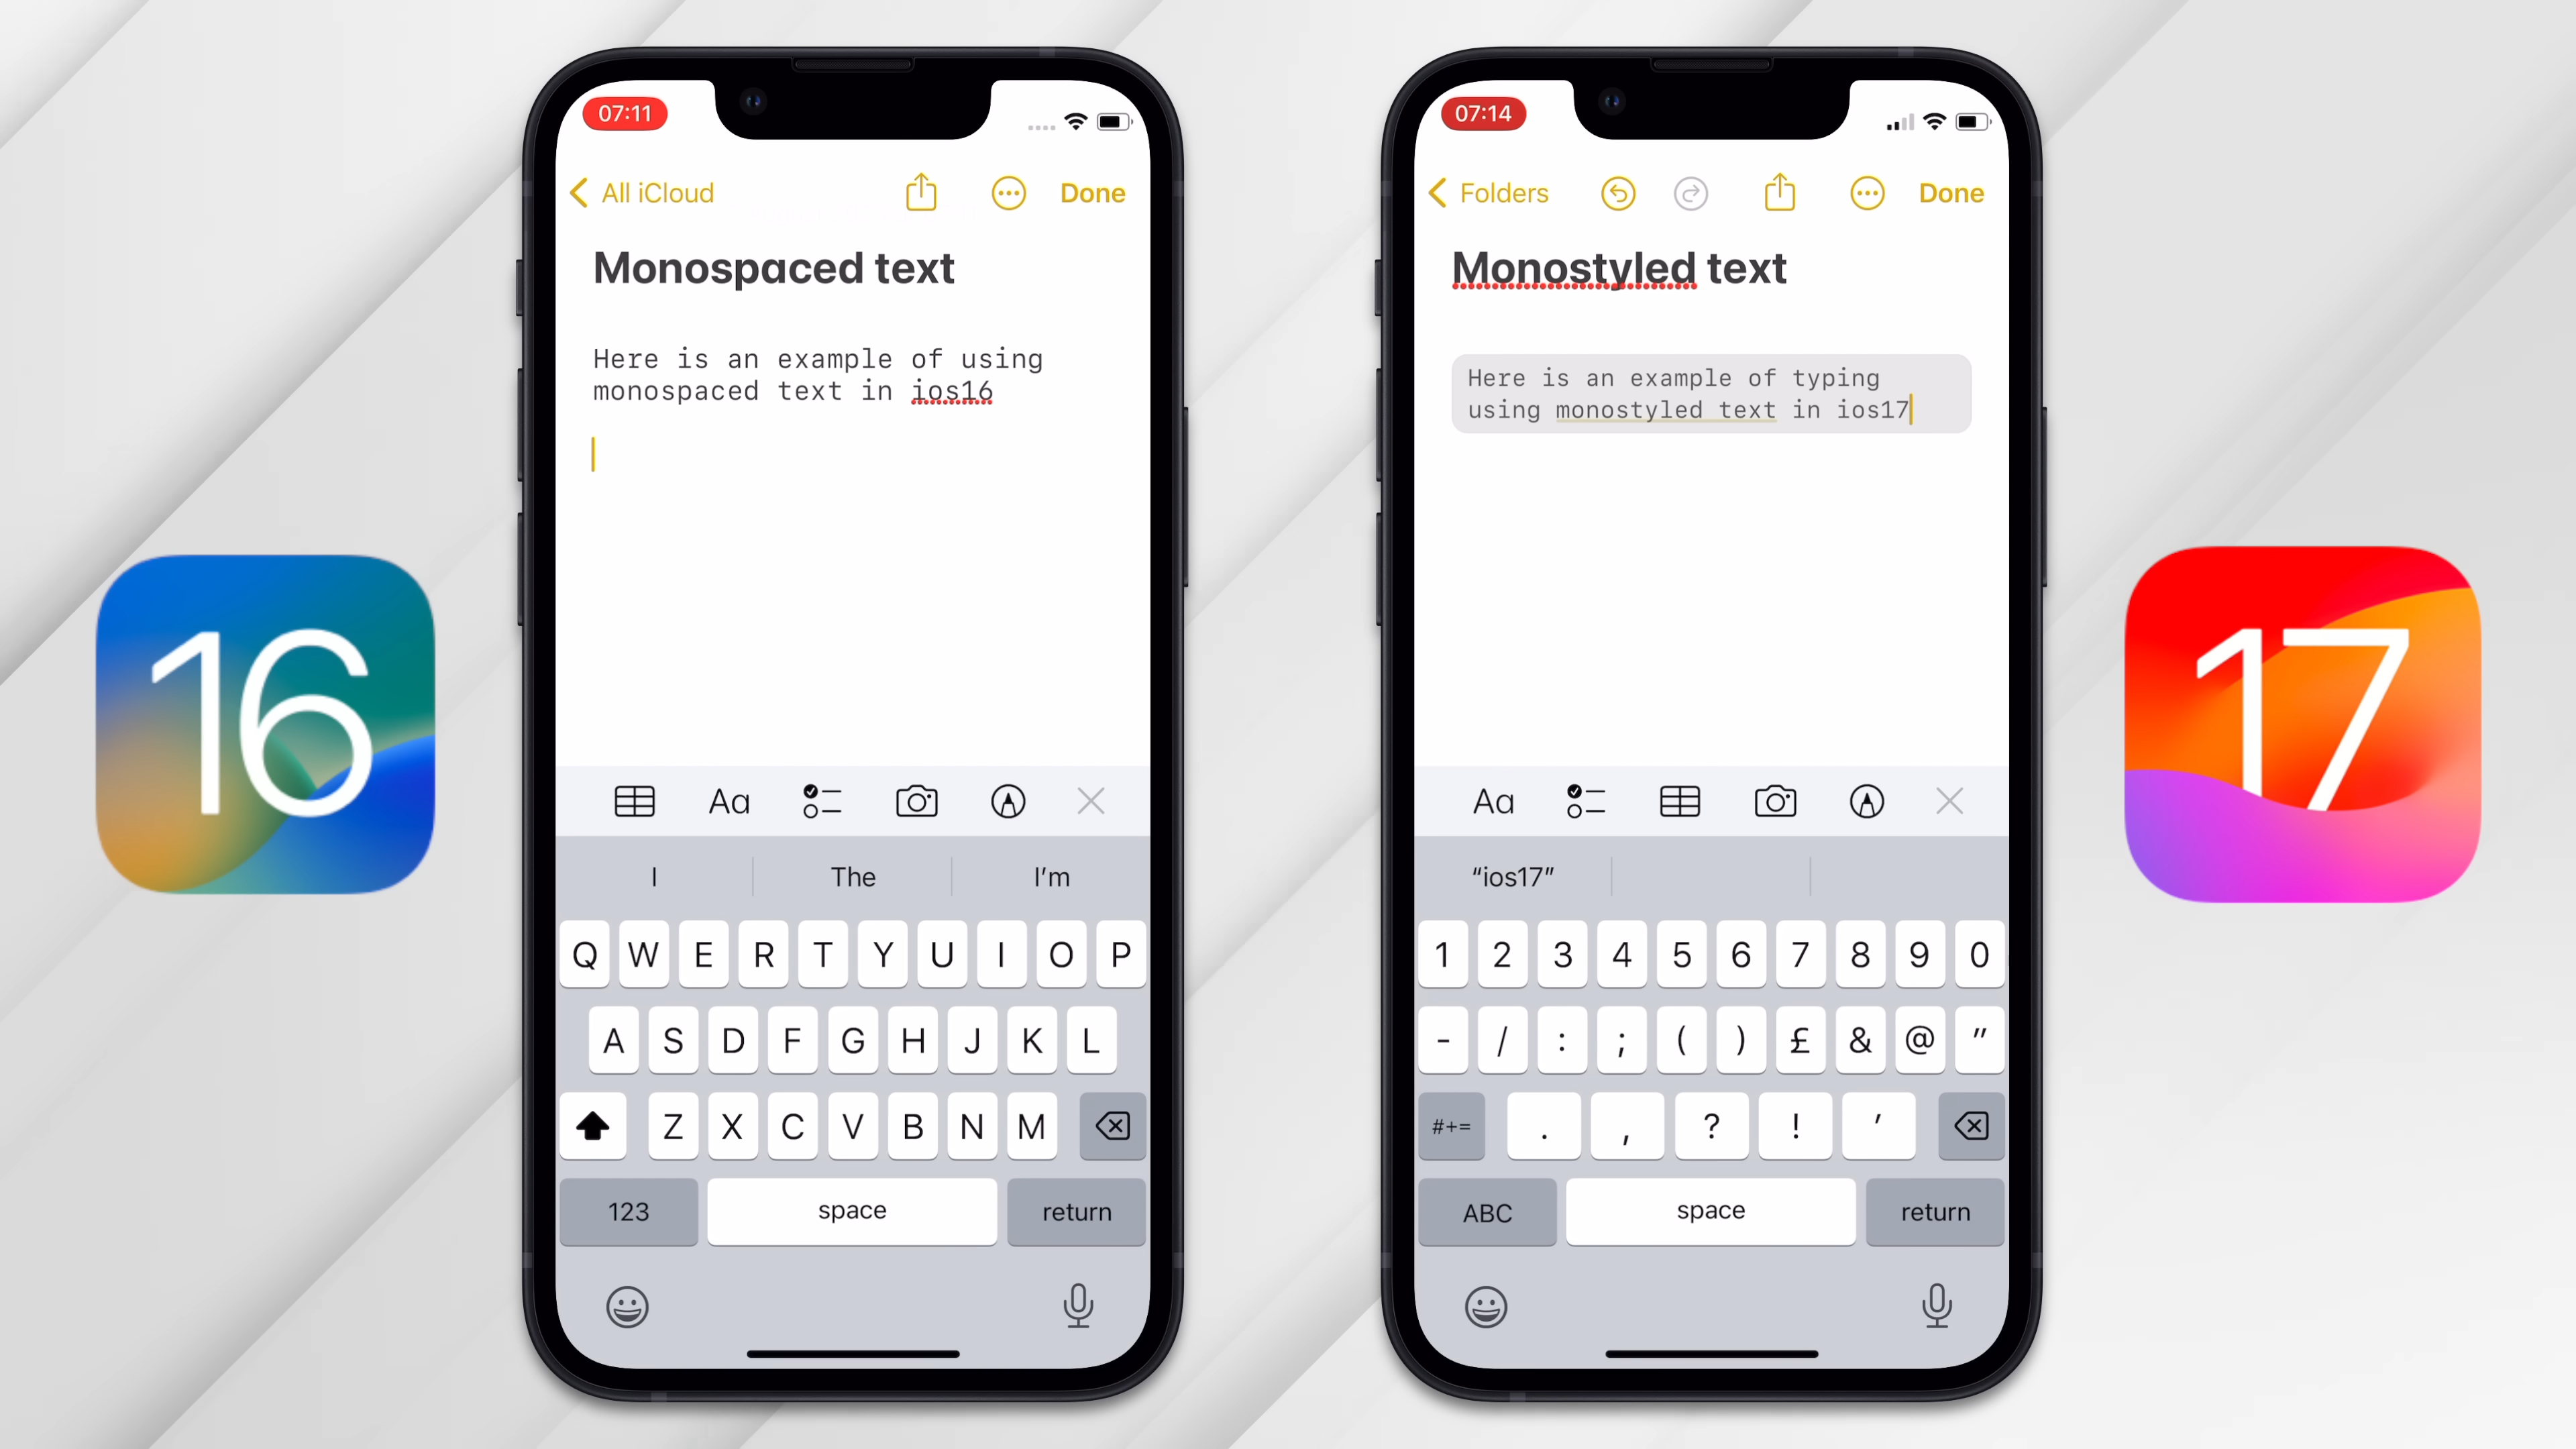 16
07:11
All iCloud
Done
Monospaced text
Here is an example of using
monospaced text in ios16
Aa
I
The
I’m
Q W E R T Y U I O P
A S D F G H J K L
Z X C V B N M
123
space
return
07:14
Folders
Done
Monostyled text
Here is an example of typing
using monostyled text in ios17
Aa
“ios17”
1 2 3 4 5 6 7 8 9 0
- / : ; ( ) £ & @ "
#+= . , ? ! '
ABC
space
return
17